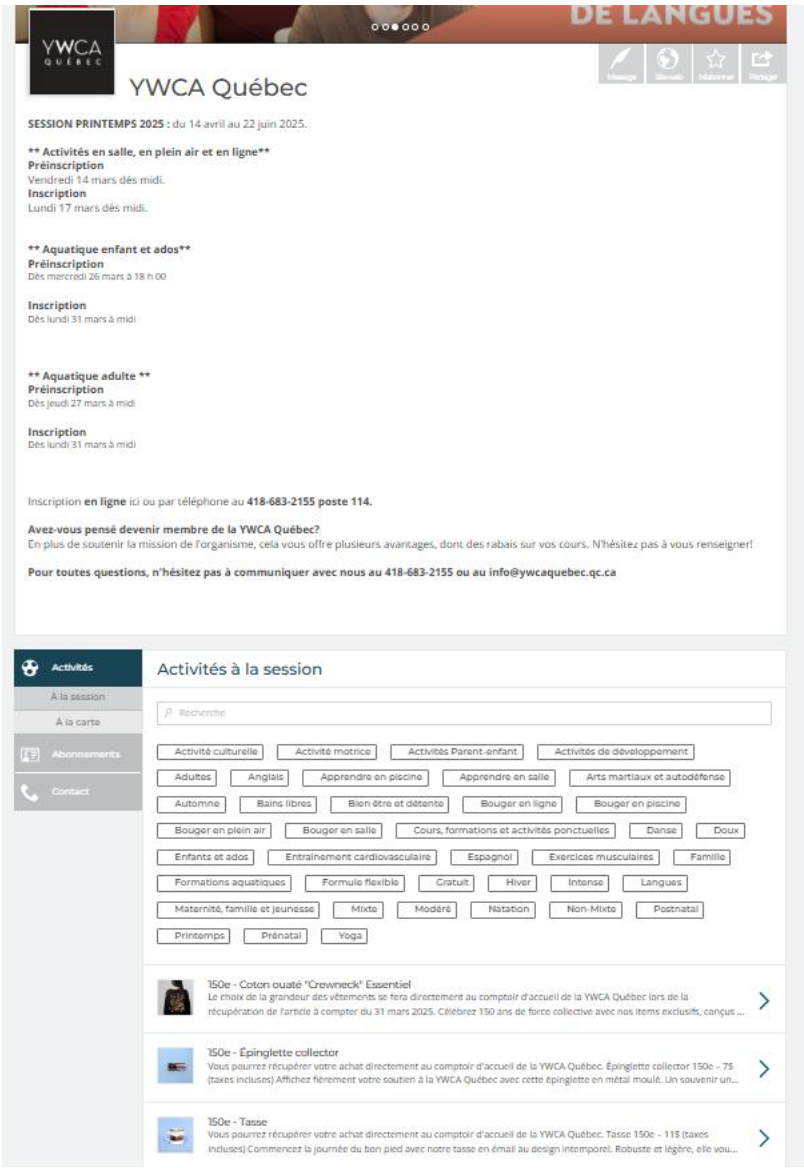 DE LANGUES
YWCA
QUÉBEC
Message
Site web
M'abonner
Partager
YWCA Québec
SESSION PRINTEMPS 2025 : du 14 avril au 22 juin 2025.
** Activités en salle, en plein air et en ligne**
Préinscription
Vendredi 14 mars dès midi.
Inscription
Lundi 17 mars dès midi.
** Aquatique enfant et ados**
Préinscription
Dès mercredi 26 mars à 18 h 00
Inscription
Dès lundi 31 mars à midi
** Aquatique adulte **
Préinscription
Dès jeudi 27 mars à midi
Inscription
Dès lundi 31 mars à midi
Inscription en ligne ici ou par téléphone au 418-683-2155 poste 114.
Avez-vous pensé devenir membre de la YWCA Québec?
En plus de soutenir la mission de l'organisme, cela vous offre plusieurs avantages, dont des rabais sur vos cours. N'hésitez pas à vous renseigner!
Pour toutes questions, n'hésitez pas à communiquer avec nous au 418-683-2155 ou au info@ywcaquebec.qc.ca
Activités
À la session
À la carte
Abonnements
Contact
Activités à la session
Recherche
Activité culturelle Activité motrice Activités Parent-enfant Activités de développement
Adultes Anglais Apprendre en piscine Apprendre en salle Arts martiaux et autodéfense
Automne Bains libres Bien être et détente Bouger en ligne Bouger en piscine
Bouger en plein air Bouger en salle Cours, formations et activités ponctuelles Danse Doux
Enfants et ados Entraînement cardiovasculaire Espagnol Exercices musculaires Famille
Formations aquatiques Formule flexible Gratuit Hiver Intense Langues
Maternité, famille et jeunesse Mixte Modéré Natation Non-Mixte Postnatal
Printemps Prénatal Yoga
150e - Coton ouaté "Crewneck" Essentiel
Le choix de la grandeur des vêtements se fera directement au comptoir d'accueil de la YWCA Québec lors de la
récupération de l'article à compter du 31 mars 2025. Célébrez 150 ans de force collective avec nos items exclusifs, conçus ...
150e - Épinglette collector
Vous pourrez récupérer votre achat directement au comptoir d'accueil de la YWCA Québec. Épinglette collector 150e – 7$
(taxes incluses) Affichez fièrement votre soutien à la YWCA Québec avec cette épinglette en métal moulé. Un souvenir un...
150e - Tasse
Vous pourrez récupérer votre achat directement au comptoir d'accueil de la YWCA Québec. Tasse 150e – 11$ (taxes
incluses) Commencez la journée du bon pied avec notre tasse en émail au design intemporel. Robuste et légère, elle vou...